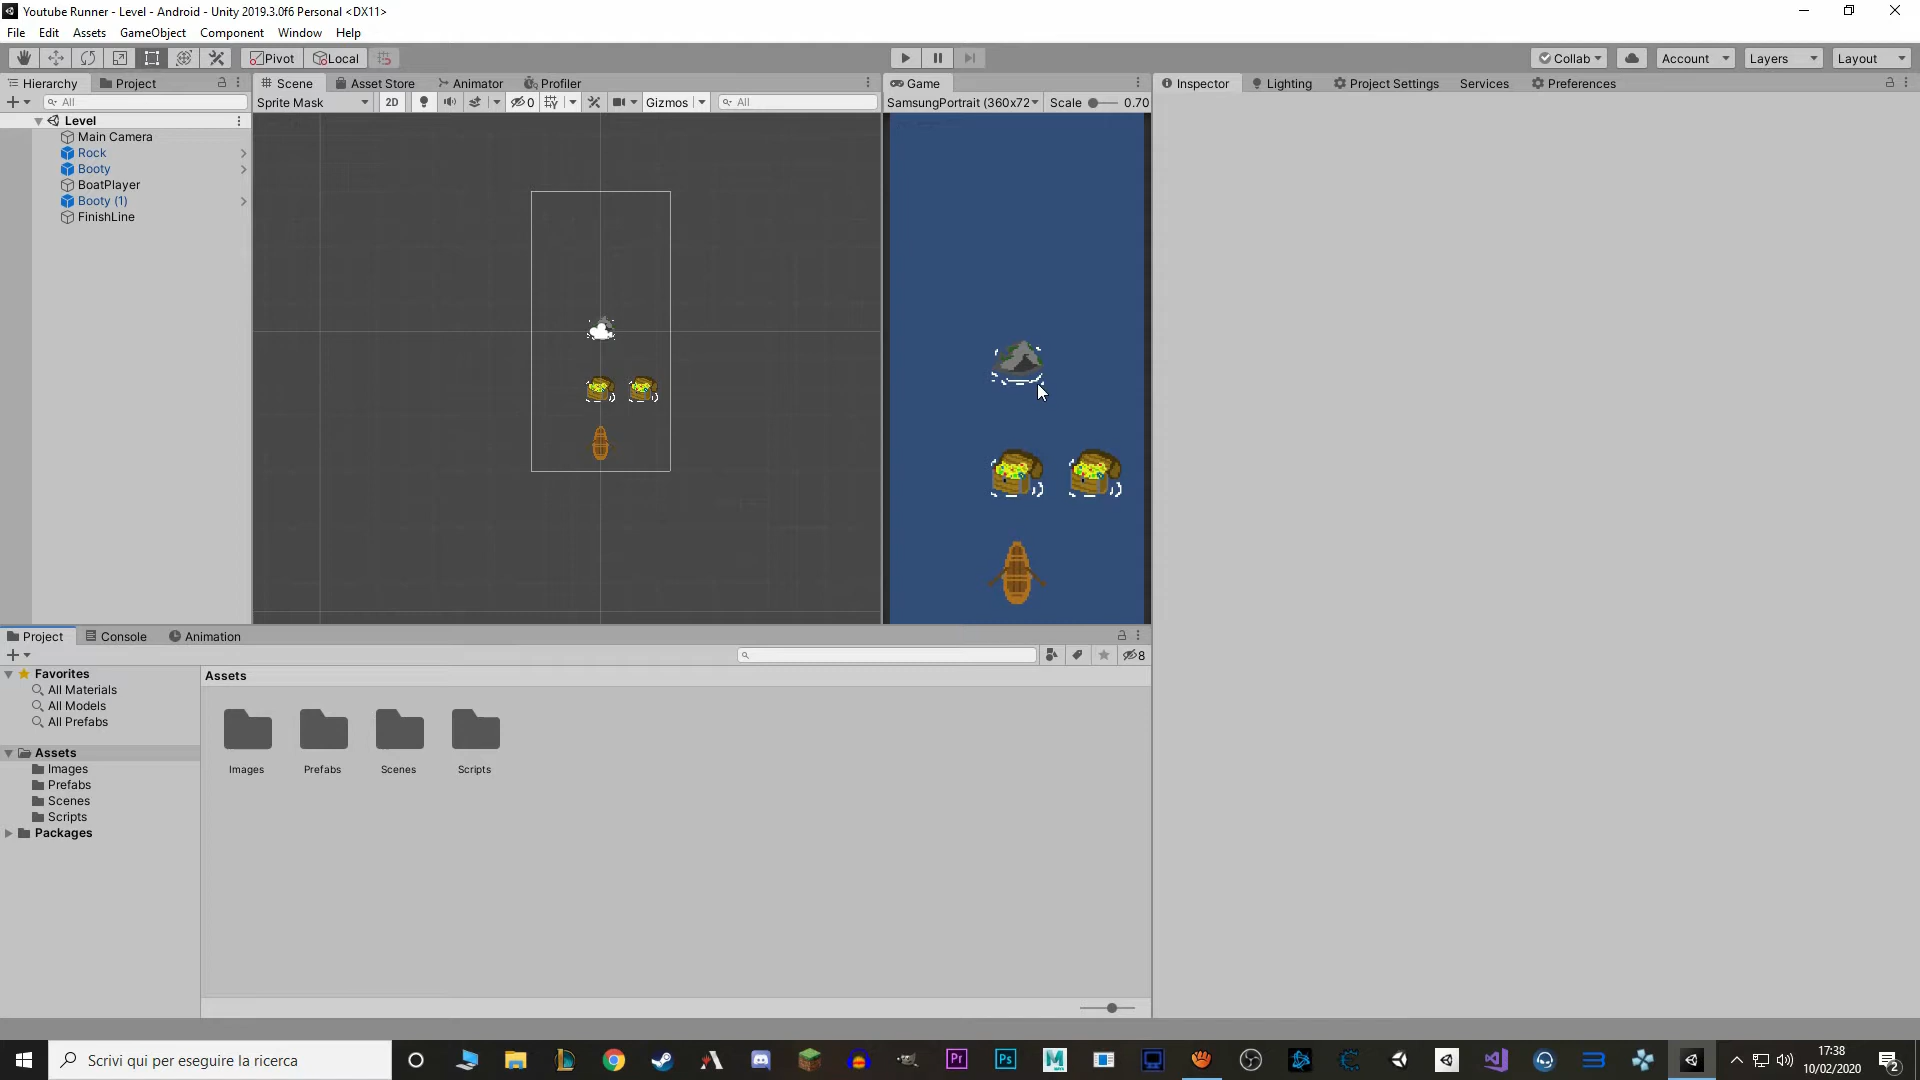 Youtube Runner - Level - Android - Unity 2019.3.0f6 Personal <DX11>
File Edit Assets GameObject Component Window Help
Pivot Local Collab Account Layers Layout
Hierarchy Project Scene Asset Store Animator Profiler Game Inspector Lighting Project Settings Services Preferences
All Sprite Mask 2D 0 Gizmos All SamsungPortrait (360x72 Scale 0.70
Level
Main Camera
Rock
Booty
BoatPlayer
Booty (1)
FinishLine
Project Console Animation
8
Favorites
All Materials
All Models
All Prefabs
Assets
Images
Prefabs
Scenes
Scripts
Packages
Assets
Images Prefabs Scenes Scripts
Scrivi qui per eseguire la ricerca
Pr Ps M
17:38
10/02/2020
2